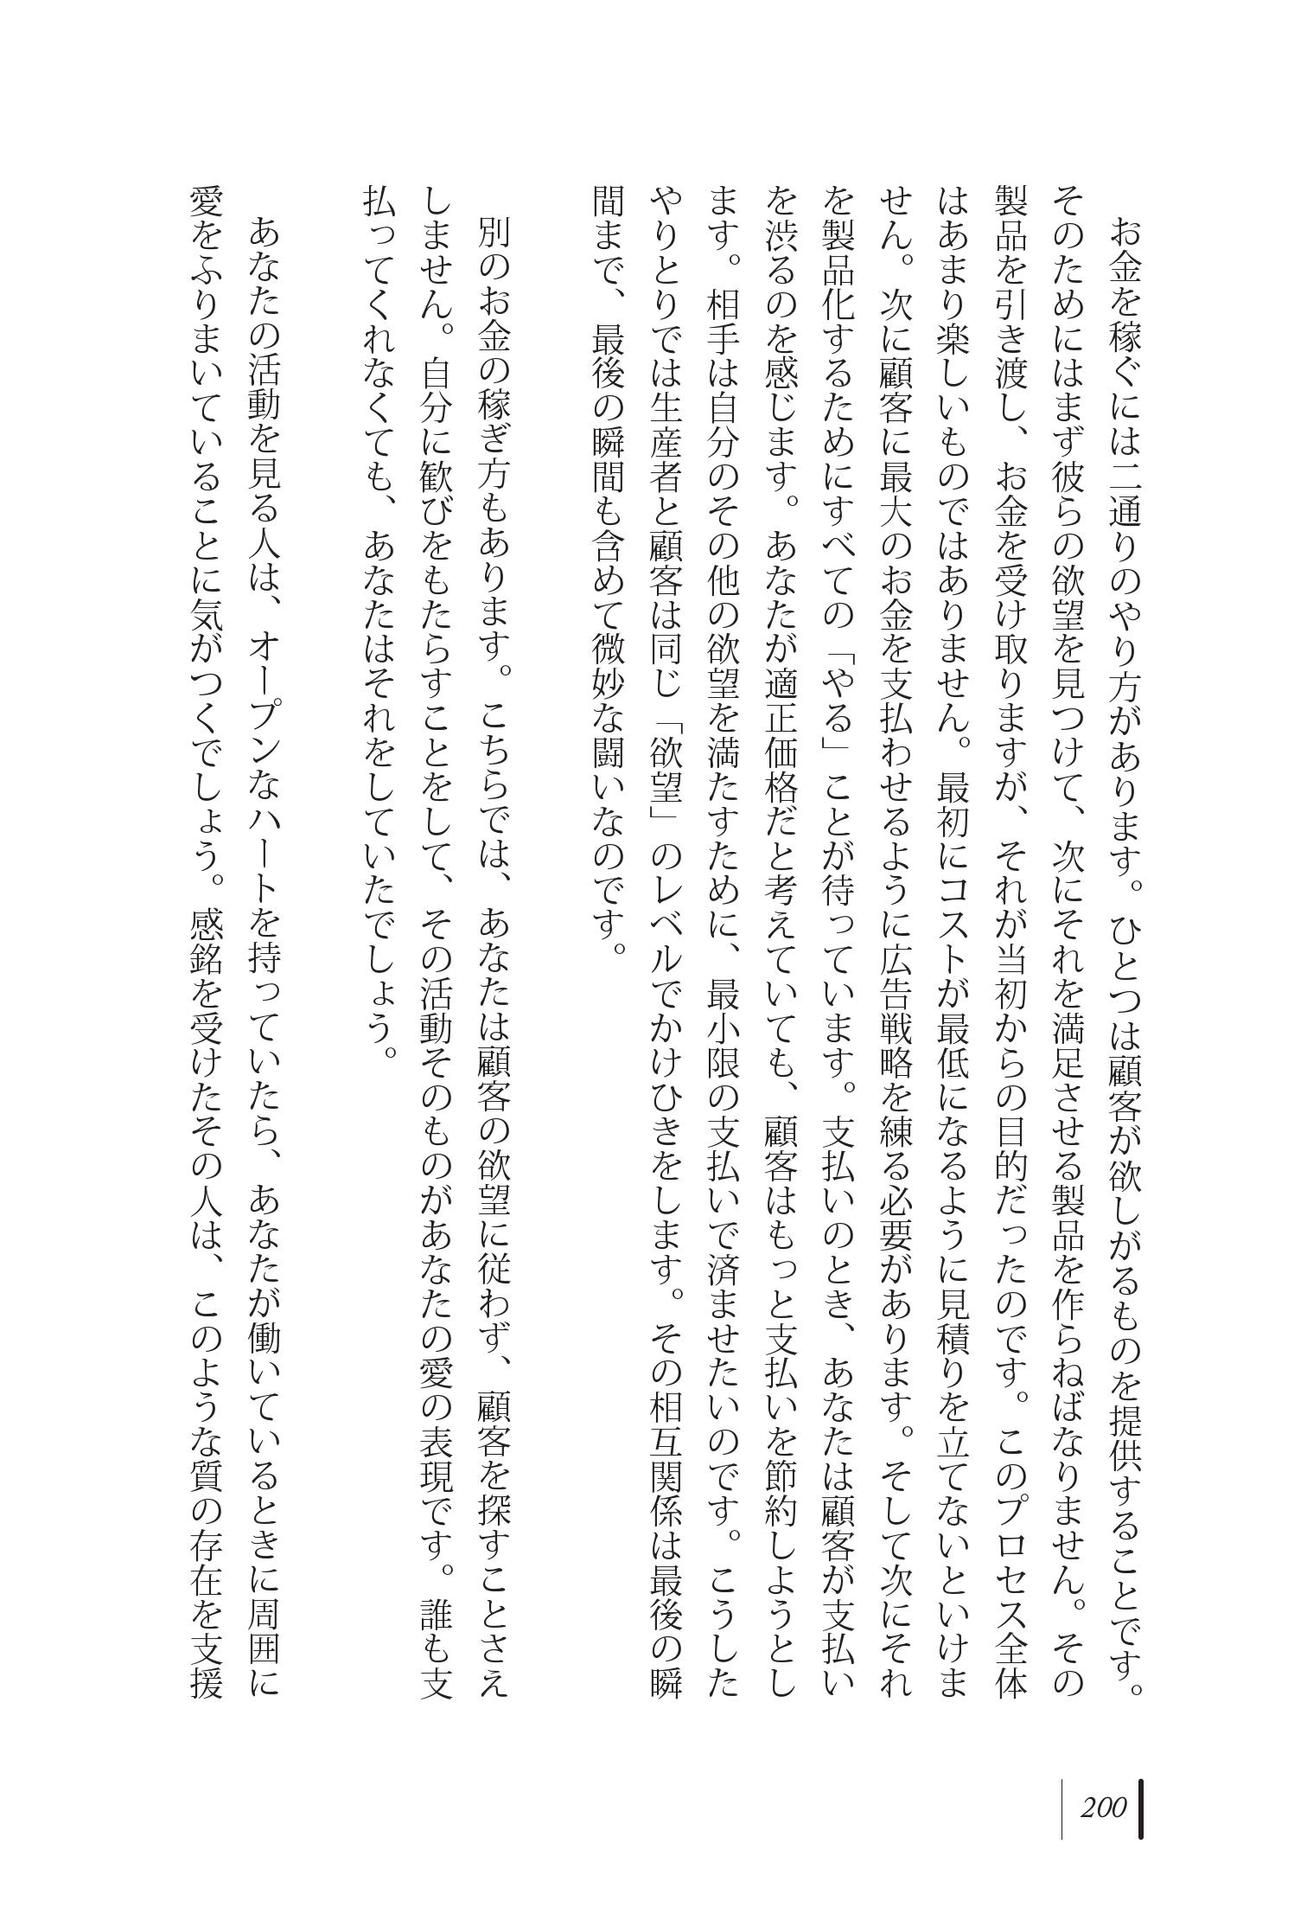 お金を稼ぐには二通りのやり方があります。ひとつは顧客が欲しがるものを提供することです。
そのためにはまず彼らの欲望を見つけて、次にそれを満足させる製品を作らねばなりません。その
製品を引き渡し、お金を受け取りますが、それが当初からの目的だったのです。このプロセス全体
はあまり楽しいものではありません。最初にコストが最低になるように見積りを立てないといけま
せん。次に顧客に最大のお金を支払わせるように広告戦略を練る必要があります。そして次にそれ
を製品化するためにすべての「やる」ことが待っています。支払いのとき、あなたは顧客が支払い
を渋るのを感じます。あなたが適正価格だと考えていても、顧客はもっと支払いを節約しようとし
ます。相手は自分のその他の欲望を満たすために、最小限の支払いで済ませたいのです。こうした
やりとりでは生産者と顧客は同じ「欲望」のレベルでかけひきをします。その相互関係は最後の瞬
間まで、最後の瞬間も含めて微妙な闘いなのです。
別のお金の稼ぎ方もあります。こちらでは、あなたは顧客の欲望に従わず、顧客を探すことさえ
しません。自分に歓びをもたらすことをして、その活動そのものがあなたの愛の表現です。誰も支
払ってくれなくても、あなたはそれをしていたでしょう。
あなたの活動を見る人は、オープンなハートを持っていたら、あなたが働いているときに周囲に
愛をふりまいていることに気がつくでしょう。感銘を受けたその人は、このような質の存在を支援
200